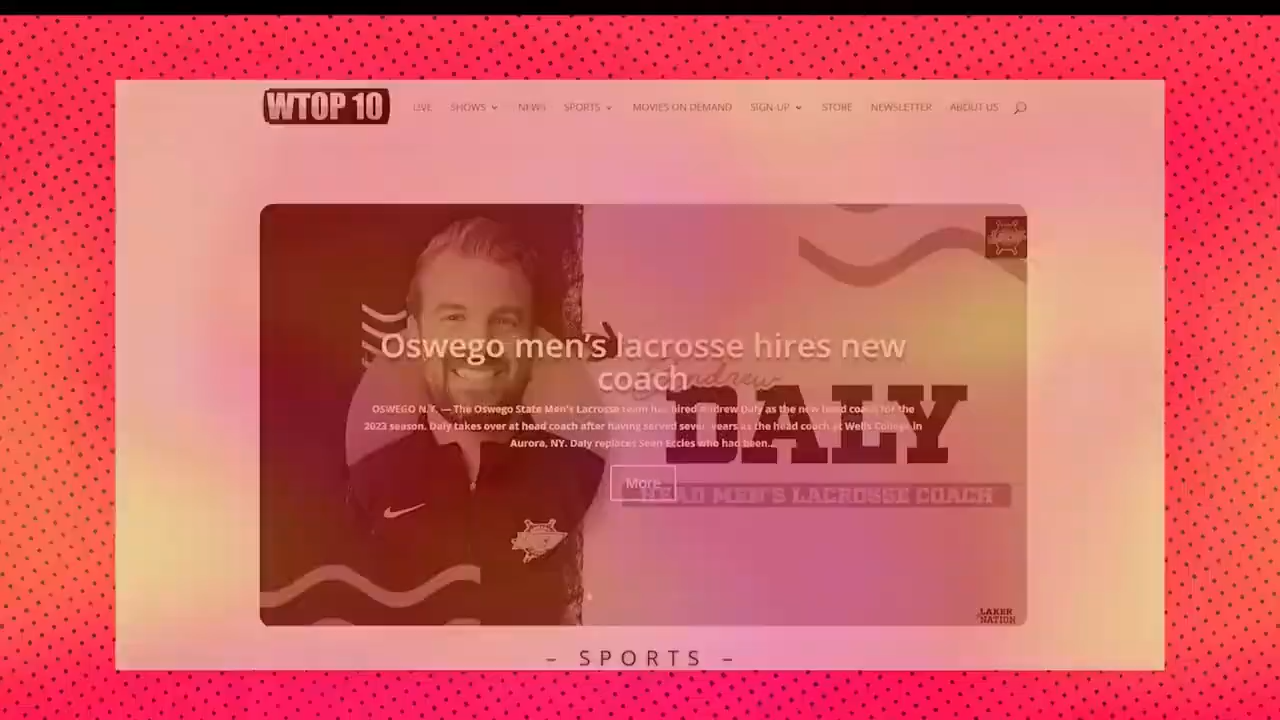 WTOP 10
LIVE SHOWS NEWS SPORTS MOVIES ON DEMAND SIGN-UP STORE NEWSLETTER ABOUT US
Oswego men's lacrosse hires new
coach
Andrew
DALY
OSWEGO N.Y. — The Oswego State Men's Lacrosse team has hired Andrew Daly as the new head coach for the
2023 season. Daly takes over at head coach after having served seven years as the head coach at Wells College in
Aurora, NY. Daly replaces Sean Eccles who had been...
More
HEAD MEN'S LACROSSE COACH
LAKER
NATION
– SPORTS –